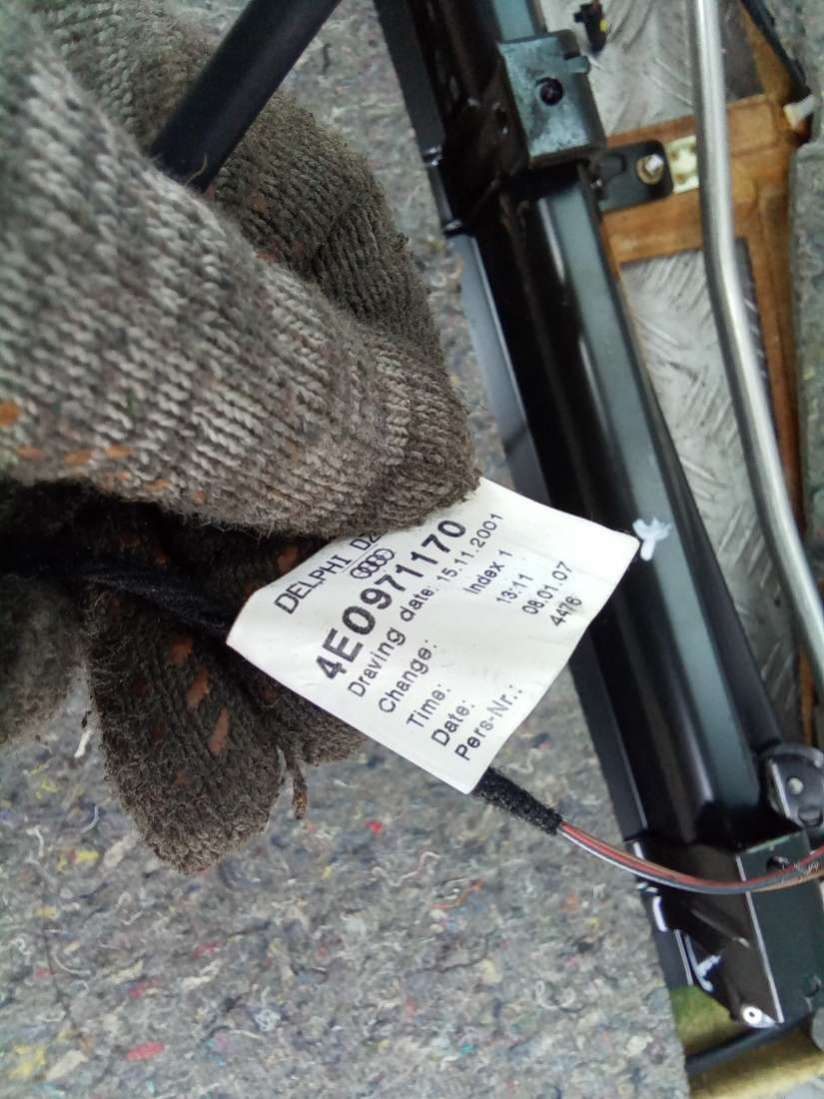 DELPHI
4E0971170
Draving date: 15.11.2001
Change: Index 1
Time: 13:11
Date: 08.01.07
Pers-Nr.: 4476